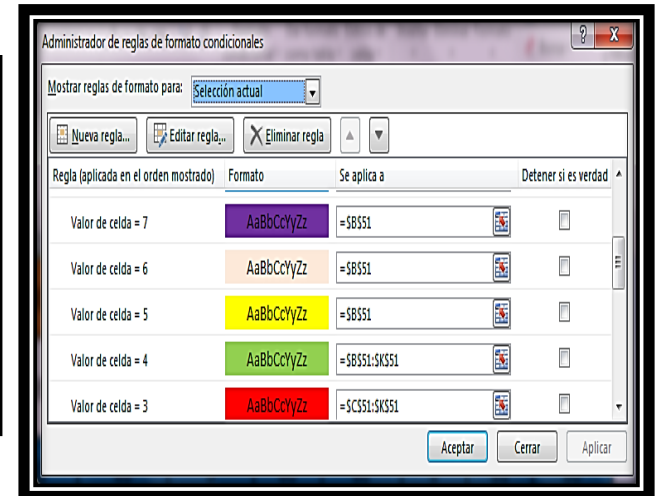 Administrador de reglas de formato condicionales
Mostrar reglas de formato para: Selección actual
Nueva regla... Editar regla... Eliminar regla
Regla (aplicada en el orden mostrado) Formato Se aplica a Detener si es verdad
Valor de celda = 7 AaBbCcYyZz =$B$51
Valor de celda = 6 AaBbCcYyZz =$B$51
Valor de celda = 5 AaBbCcYyZz =$B$51
Valor de celda = 4 AaBbCcYyZz =$B$51:$K$51
Valor de celda = 3 AaBbCcYyZz =$C$51:$K$51
Aceptar Cerrar Aplicar